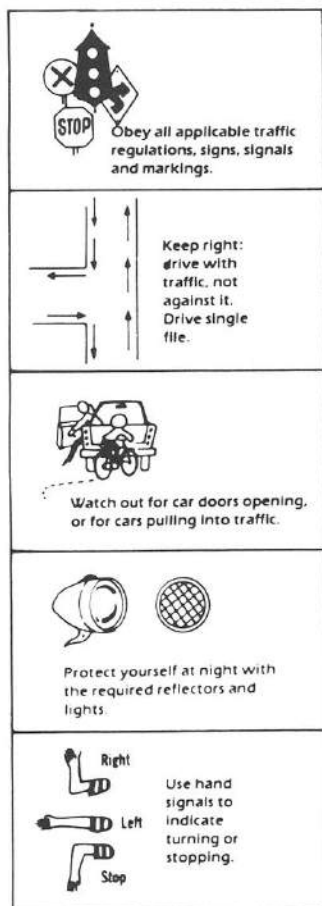 STOP
Obey all applicable traffic
regulations, signs, signals
and markings.
Keep right:
drive with
traffic, not
against it.
Drive single
file.
Watch out for car doors opening,
or for cars pulling into traffic.
Protect yourself at night with
the required reflectors and
lights.
Right
Left
Stop
Use hand
signals to
indicate
turning or
stopping.